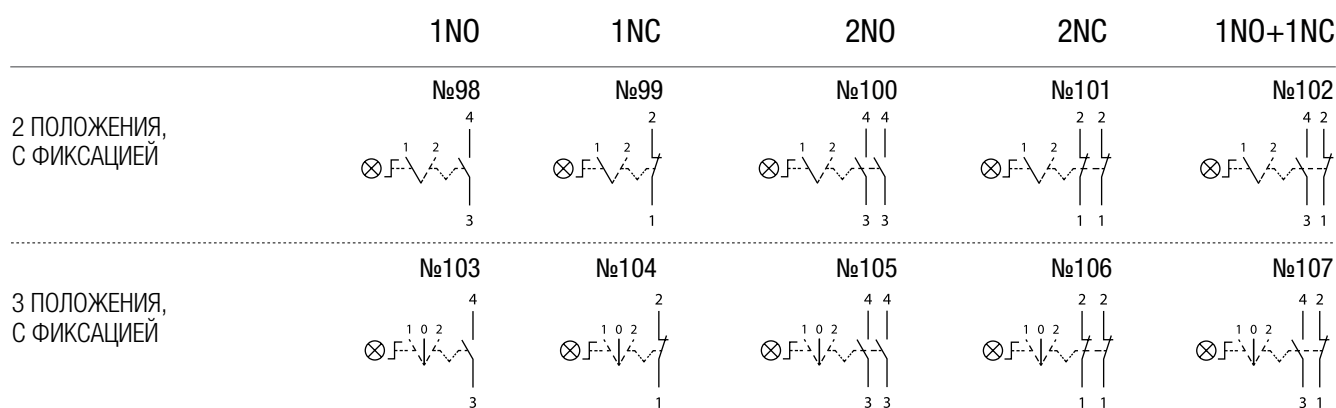 1NO 1NC 2NO 2NC 1NO+1NC
№98 №99 №100 №101 №102
2 ПОЛОЖЕНИЯ,
С ФИКСАЦИЕЙ
4 2 4 4 2 2 4 2
1 2 1 2 1 2 1 2 1 2
3 1 3 3 1 1 3 1
№103 №104 №105 №106 №107
3 ПОЛОЖЕНИЯ,
С ФИКСАЦИЕЙ
4 2 4 4 2 2 4 2
1 0 2 1 0 2 1 0 2 1 0 2 1 0 2
3 1 3 3 1 1 3 1